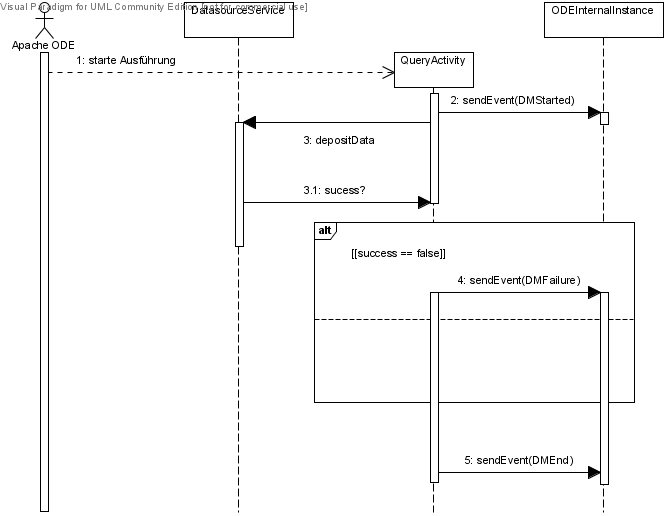 Visual Paradigm for UML Community Edition [not for commercial use]
DatasourceService
ODEInternalInstance
Apache ODE
1: starte Ausführung
QueryActivity
2: sendEvent(DMStarted)
3: depositData
3.1: sucess?
alt
[[success == false]]
4: sendEvent(DMFailure)
5: sendEvent(DMEnd)